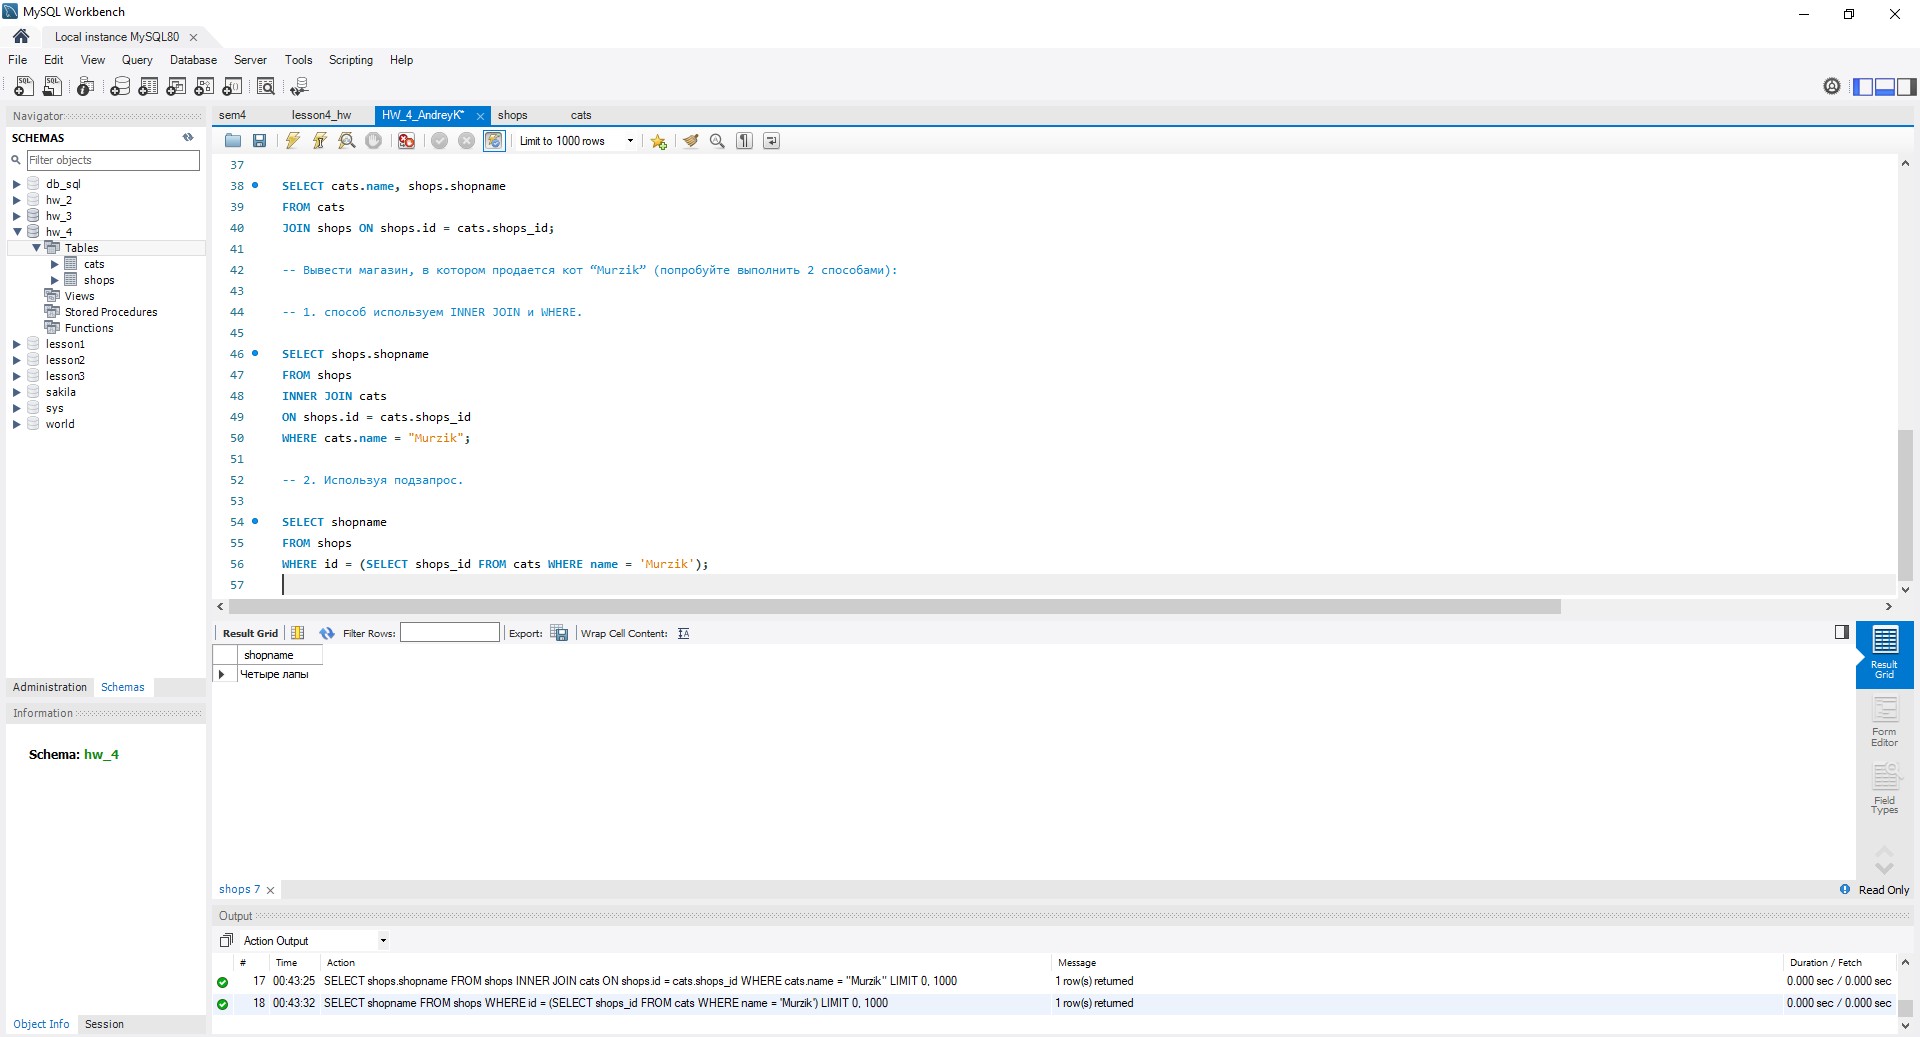 MySQL Workbench
Local instance MySQL80
File Edit View Query Database Server Tools Scripting Help
Navigator
SCHEMAS
Filter objects
db_sql
hw_2
hw_3
hw_4
Tables
cats
shops
Views
Stored Procedures
Functions
lesson1
lesson2
lesson3
sakila
sys
world
Administration Schemas
Information
Schema: hw_4
Object Info Session
sem4 lesson4_hw HW_4_AndreyK* shops cats
Limit to 1000 rows
37
38 SELECT cats.name, shops.shopname
39 FROM cats
40 JOIN shops ON shops.id = cats.shops_id;
41
42 -- Вывести магазин, в котором продается кот “Murzik” (попробуйте выполнить 2 способами):
43
44 -- 1. способ используем INNER JOIN и WHERE.
45
46 SELECT shops.shopname
47 FROM shops
48 INNER JOIN cats
49 ON shops.id = cats.shops_id
50 WHERE cats.name = "Murzik";
51
52 -- 2. Используя подзапрос.
53
54 SELECT shopname
55 FROM shops
56 WHERE id = (SELECT shops_id FROM cats WHERE name = 'Murzik');
57
Result Grid Filter Rows: Export: Wrap Cell Content:
shopname
Четыре лапы
Result
Grid
Form
Editor
Field
Types
shops 7
Read Only
Output
Action Output
# Time Action Message Duration / Fetch
17 00:43:25 SELECT shops.shopname FROM shops INNER JOIN cats ON shops.id = cats.shops_id WHERE cats.name = "Murzik" LIMIT 0, 1000 1 row(s) returned 0.000 sec / 0.000 sec
18 00:43:32 SELECT shopname FROM shops WHERE id = (SELECT shops_id FROM cats WHERE name = 'Murzik') LIMIT 0, 1000 1 row(s) returned 0.000 sec / 0.000 sec